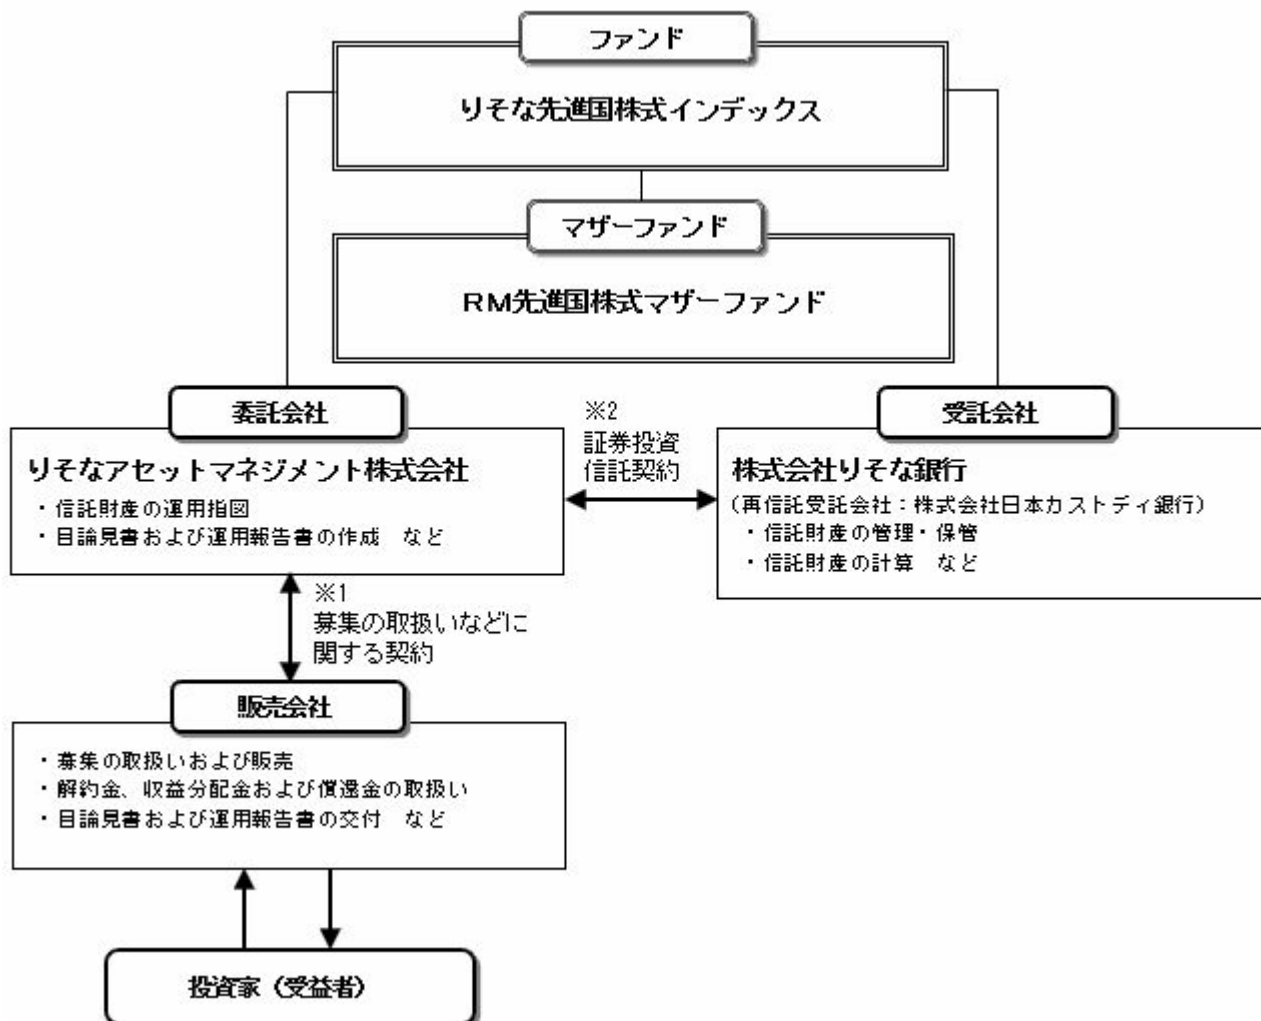 ファンド
りそな先進国株式インデックス
マザーファンド
RM先進国株式マザーファンド
委託会社
りそなアセットマネジメント株式会社
・信託財産の運用指図
・目論見書および運用報告書の作成 など
※2
証券投資
信託契約
受託会社
株式会社りそな銀行
(再信託受託会社:株式会社日本カストディ銀行)
・信託財産の管理・保管
・信託財産の計算 など
※1
募集の取扱いなどに
関する契約
販売会社
・募集の取扱いおよび販売
・解約金、収益分配金および償還金の取扱い
・目論見書および運用報告書の交付 など
投資家(受益者)